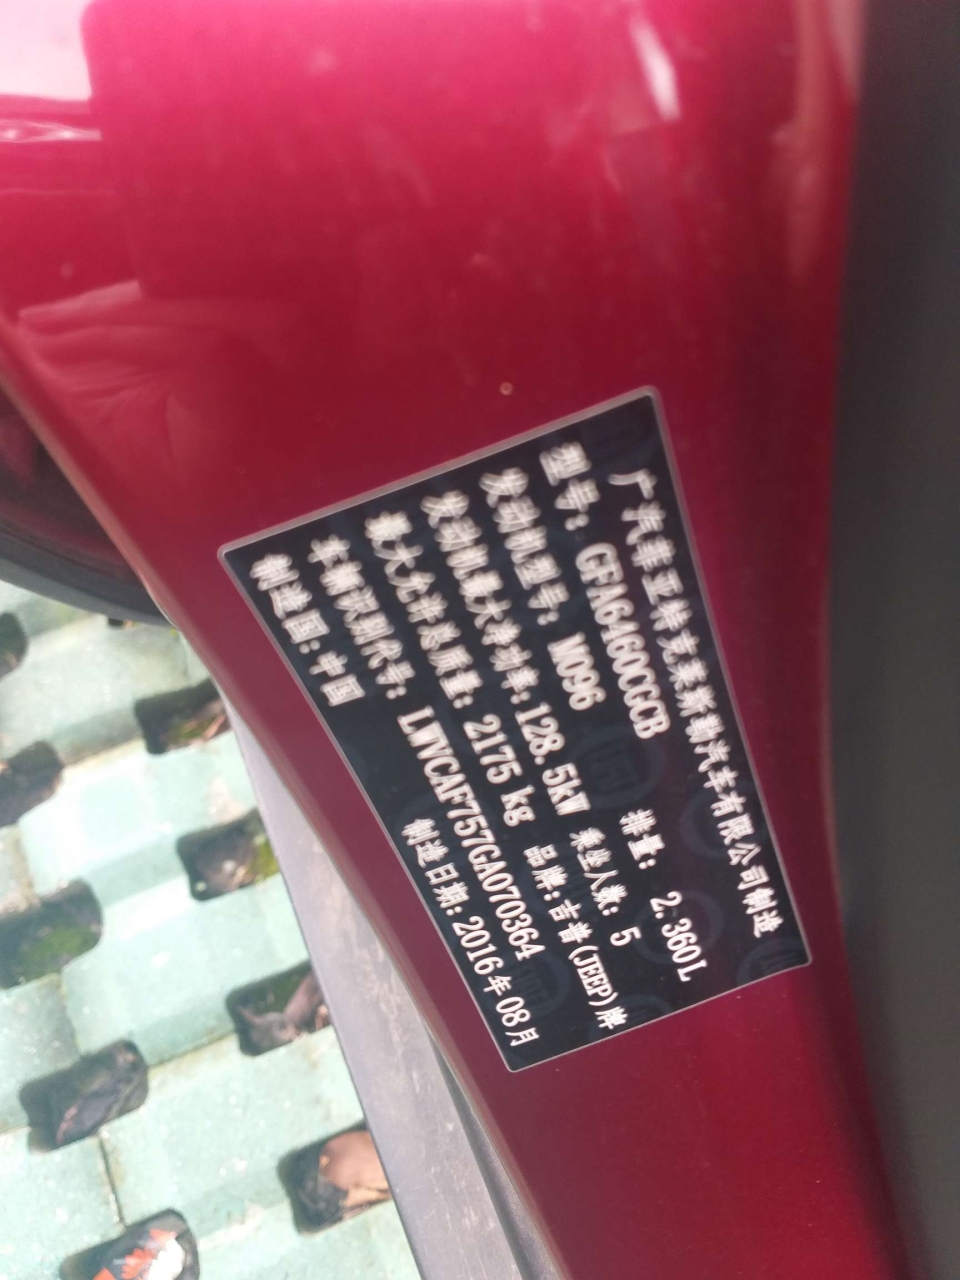 广汽菲亚特克莱斯勒汽车有限公司制造
型号: GFA6460CGCB 排量: 2.360L
发动机型号: M096 乘坐人数: 5
发动机最大净功率:128.5kW 品牌:吉普(JEEP)牌
最大允许总质量: 2175 kg
车辆识别代号: LWVCAF757GA070364
制造国:中国 制造日期:2016年08月